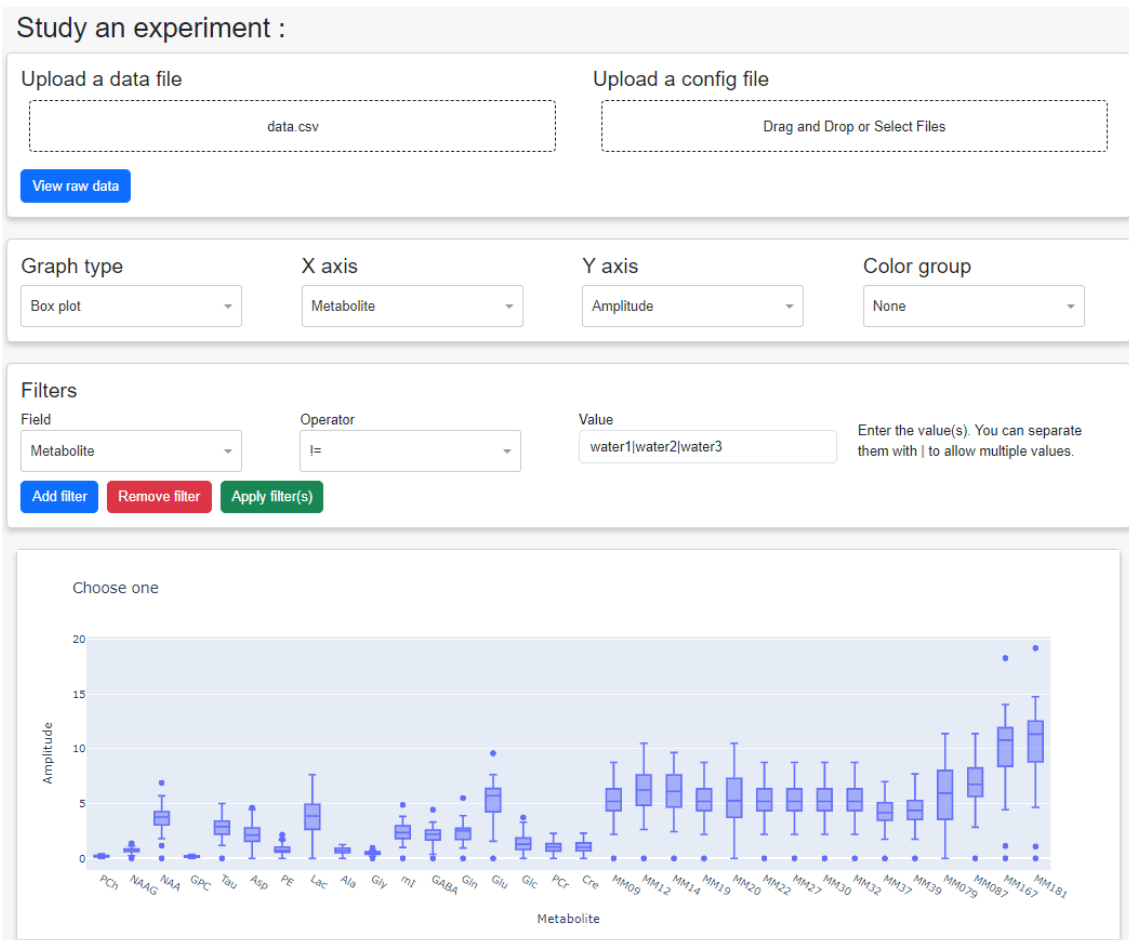 Study an experiment :
Upload a data file
Upload a config file
data.csv
Drag and Drop or Select Files
View raw data
Graph type
X axis
Y axis
Color group
Box plot
Metabolite
Amplitude
None
Filters
Field
Operator
Value
Metabolite
!=
water1|water2|water3
Enter the value(s). You can separate
them with | to allow multiple values.
Add filter
Remove filter
Apply filter(s)
Choose one
20
15
10
5
0
Amplitude
PCh
NAAG
NAA
GPC
Tau
Asp
PE
Lac
Ala
Gly
mI
GABA
Gln
Glu
Glc
PCr
Cre
MM09
MM12
MM14
MM19
MM20
MM22
MM27
MM30
MM32
MM37
MM39
MM079
MM087
MM167
MM181
Metabolite